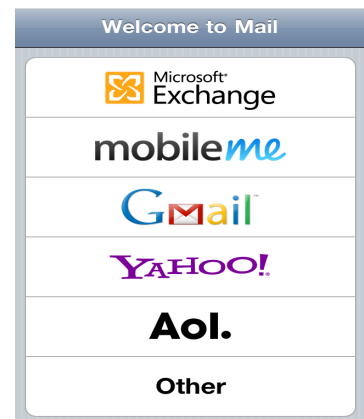 Welcome to Mail
Microsoft®
Exchange
mobileme
Gmail™
YAHOO!®
Aol.
Other